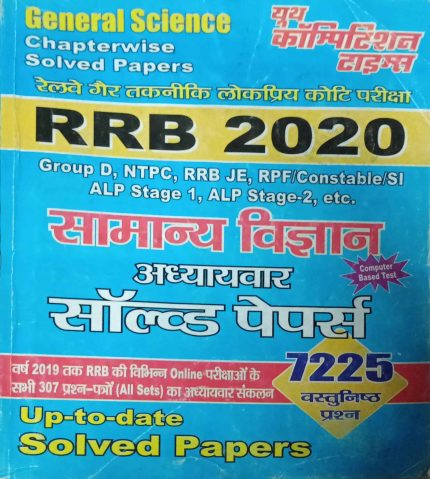 General Science
Chapterwise
Solved Papers
यूथ
कॉम्पिटिशन
टाइम्स
रेलवे गैर तकनीकि लोकप्रिय कोटि परीक्षा
RRB 2020
Group D, NTPC, RRB JE, RPF/Constable/SI
ALP Stage 1, ALP Stage-2, etc.
सामान्य विज्ञान
अध्यायवार
Computer
Based Test
सॉल्व्ड पेपर्स
वर्ष 2019 तक RRB की विभिन्न Online परीक्षाओं के
सभी 307 प्रश्न-फर्रो (All Sets) का अध्यायवार संकलन
7225
वस्तुनिष्ठ
प्रश्न
Up-to-date
Solved Papers